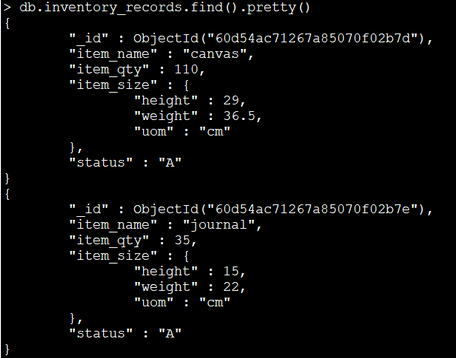 > db.inventory_records.find().pretty()
{
        "_id" : ObjectId("60d54ac71267a85070f02b7d"),
        "item_name" : "canvas",
        "item_qty" : 110,
        "item_size" : {
                "height" : 29,
                "weight" : 36.5,
                "uom" : "cm"
        },
        "status" : "A"
}
{
        "_id" : ObjectId("60d54ac71267a85070f02b7e"),
        "item_name" : "journal",
        "item_qty" : 35,
        "item_size" : {
                "height" : 15,
                "weight" : 22,
                "uom" : "cm"
        },
        "status" : "A"
}